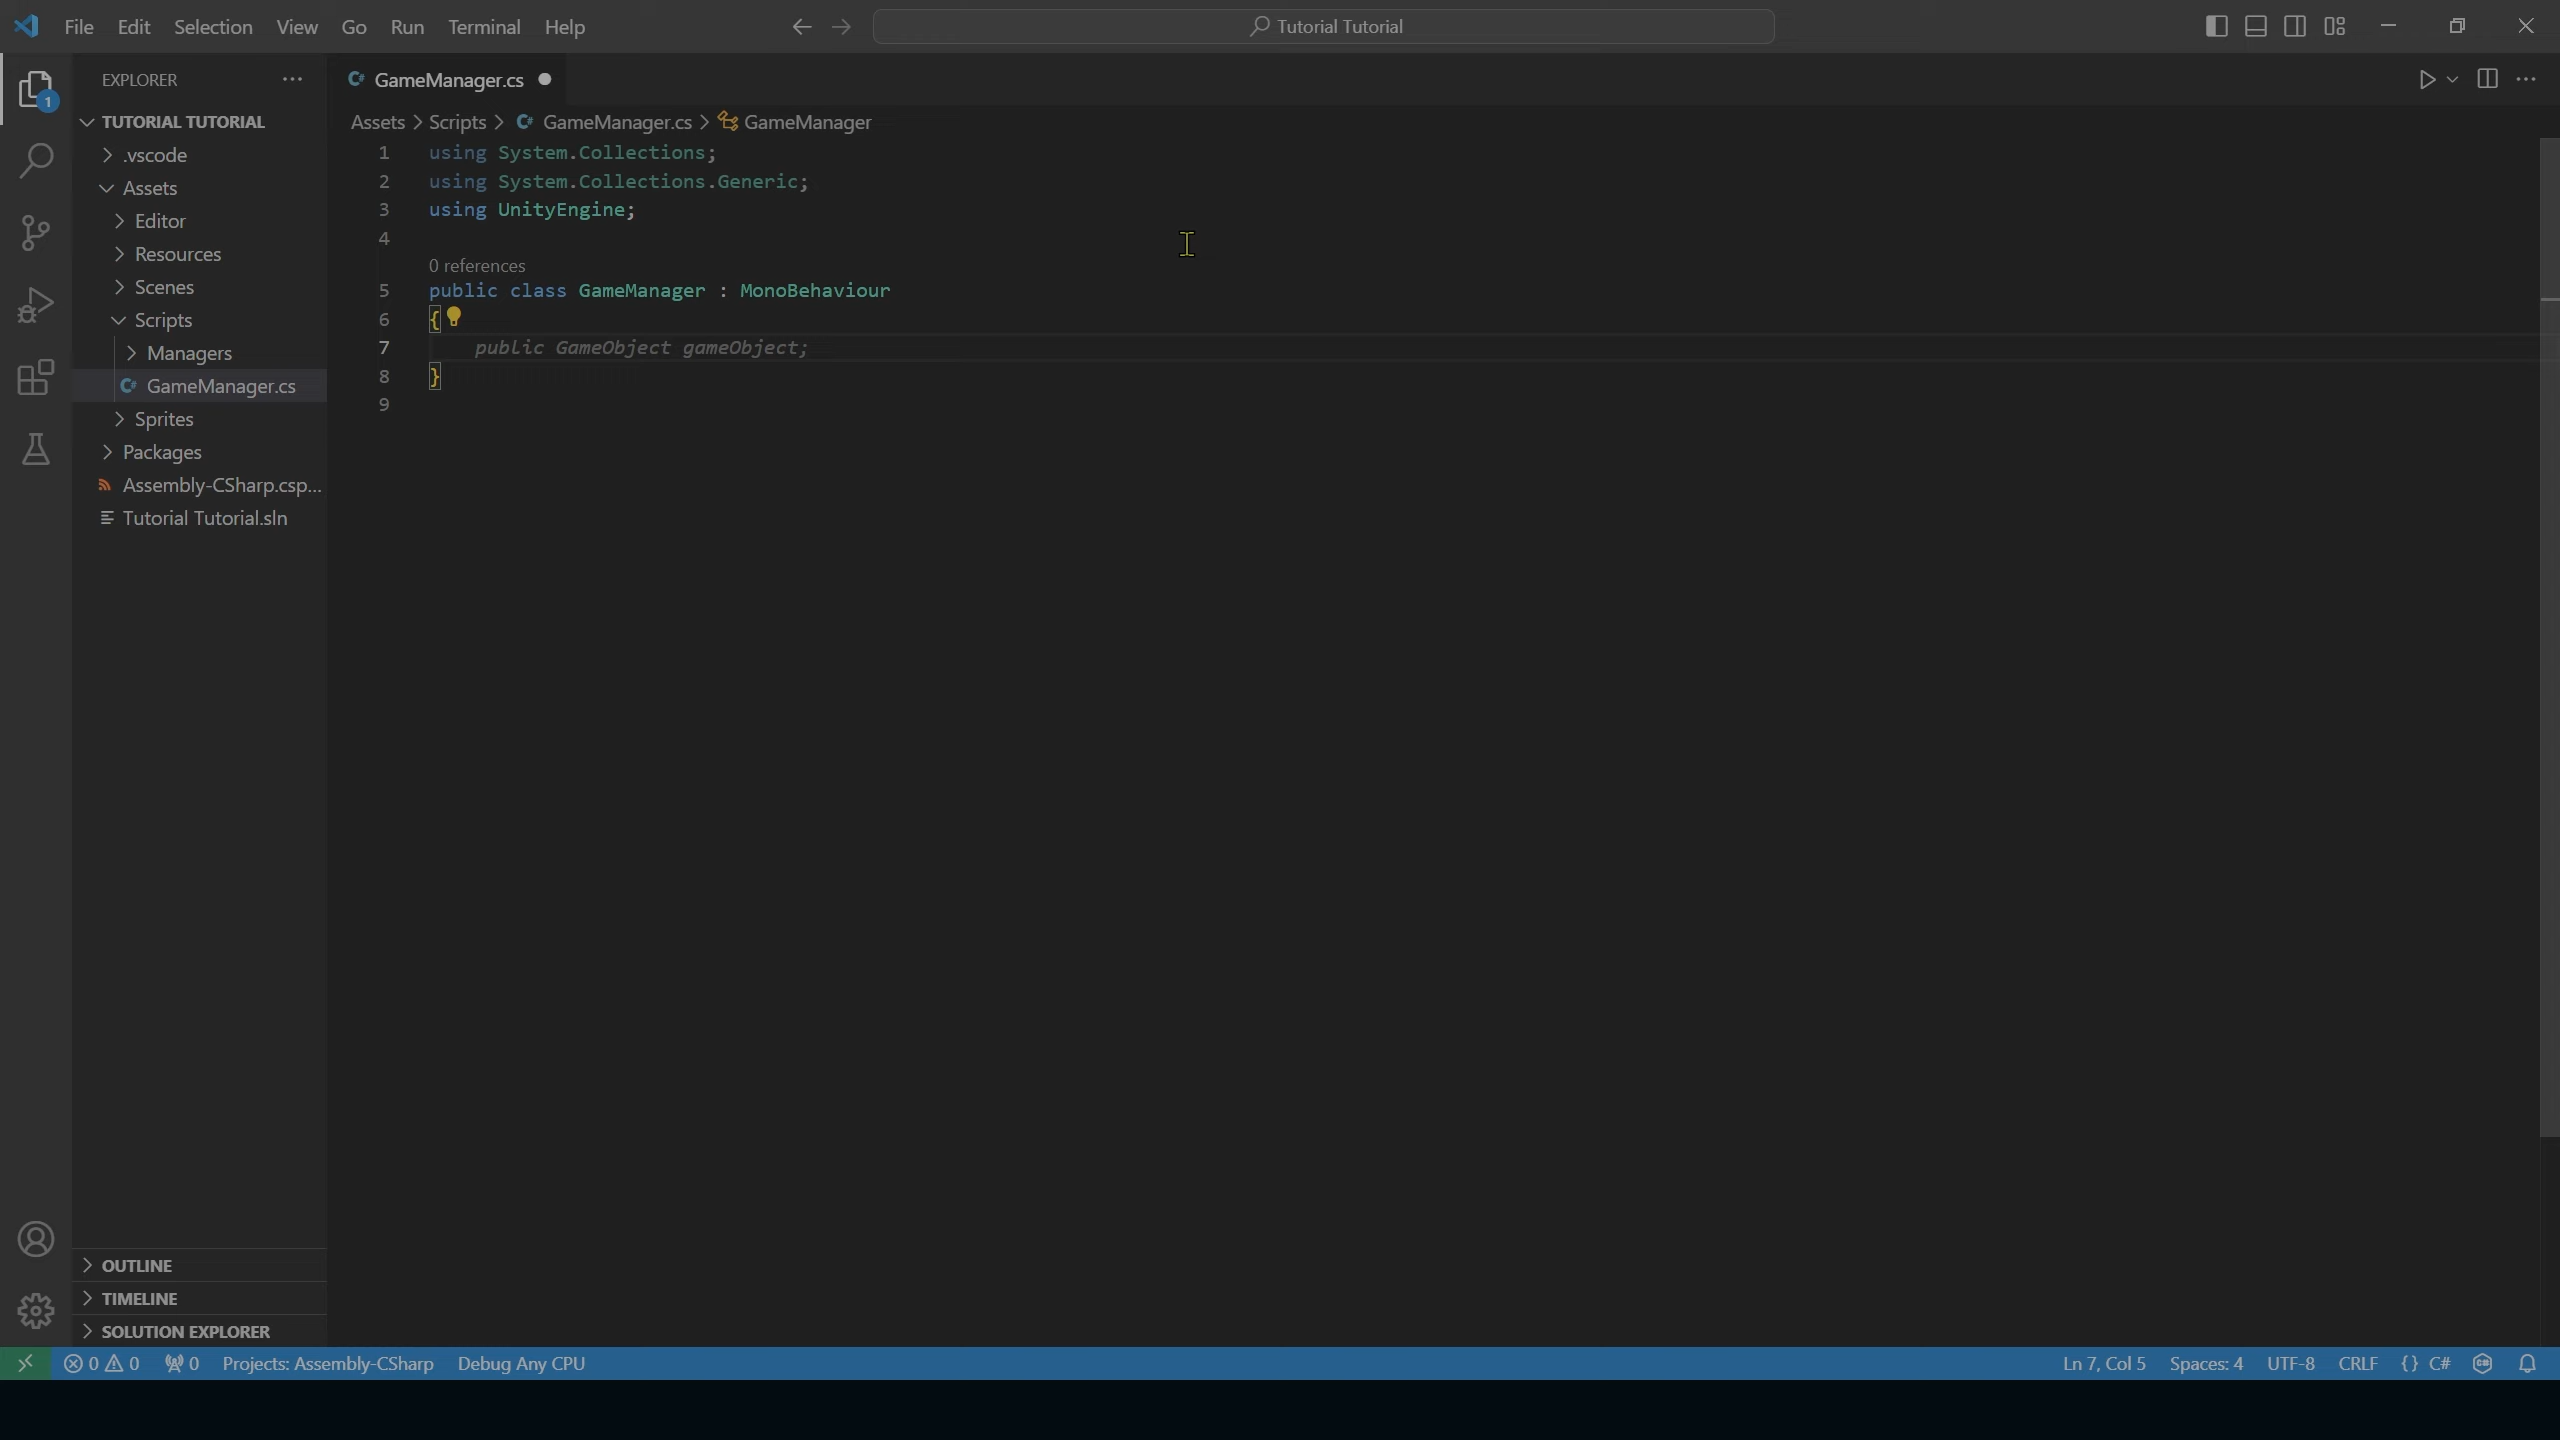 File Edit Selection View Go Run Terminal Help
Tutorial Tutorial
EXPLORER
GameManager.cs
1
TUTORIAL TUTORIAL
.vscode
Assets
Editor
Resources
Scenes
Scripts
Managers
GameManager.cs
Sprites
Packages
Assembly-CSharp.csp...
Tutorial Tutorial.sln
Assets > Scripts > GameManager.cs > GameManager
1 using System.Collections;
2 using System.Collections.Generic;
3 using UnityEngine;
4
0 references
5 public class GameManager : MonoBehaviour
6 {
7 public GameObject gameObject;
8 }
9
OUTLINE
TIMELINE
SOLUTION EXPLORER
0 0 0 Projects: Assembly-CSharp Debug Any CPU Ln 7, Col 5 Spaces: 4 UTF-8 CRLF {} C#